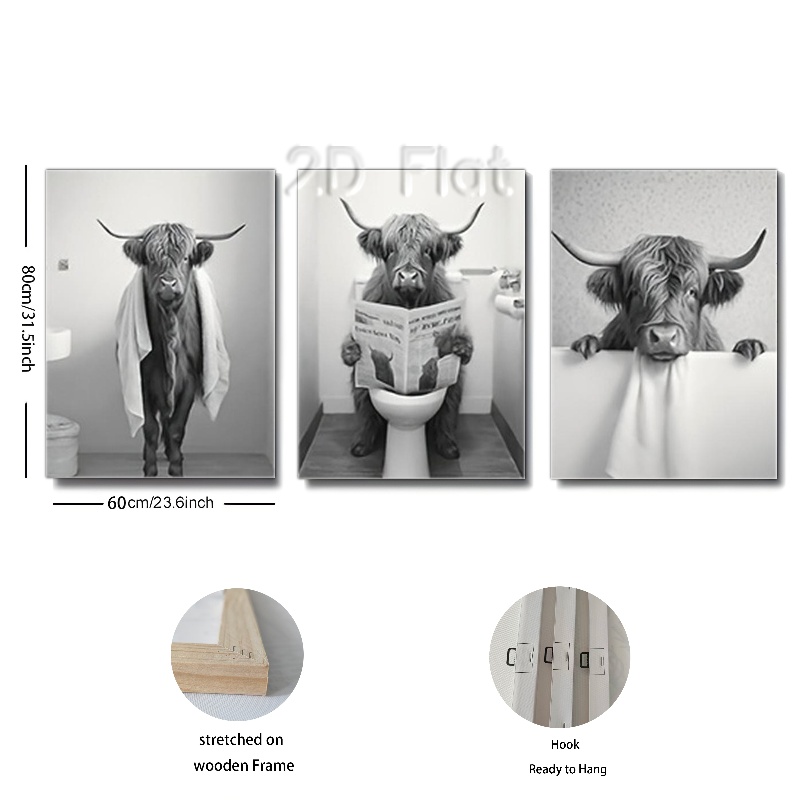 2D Flat
80cm/31.5inch
60cm/23.6inch
stretched on
wooden Frame
Hook
Ready to Hang